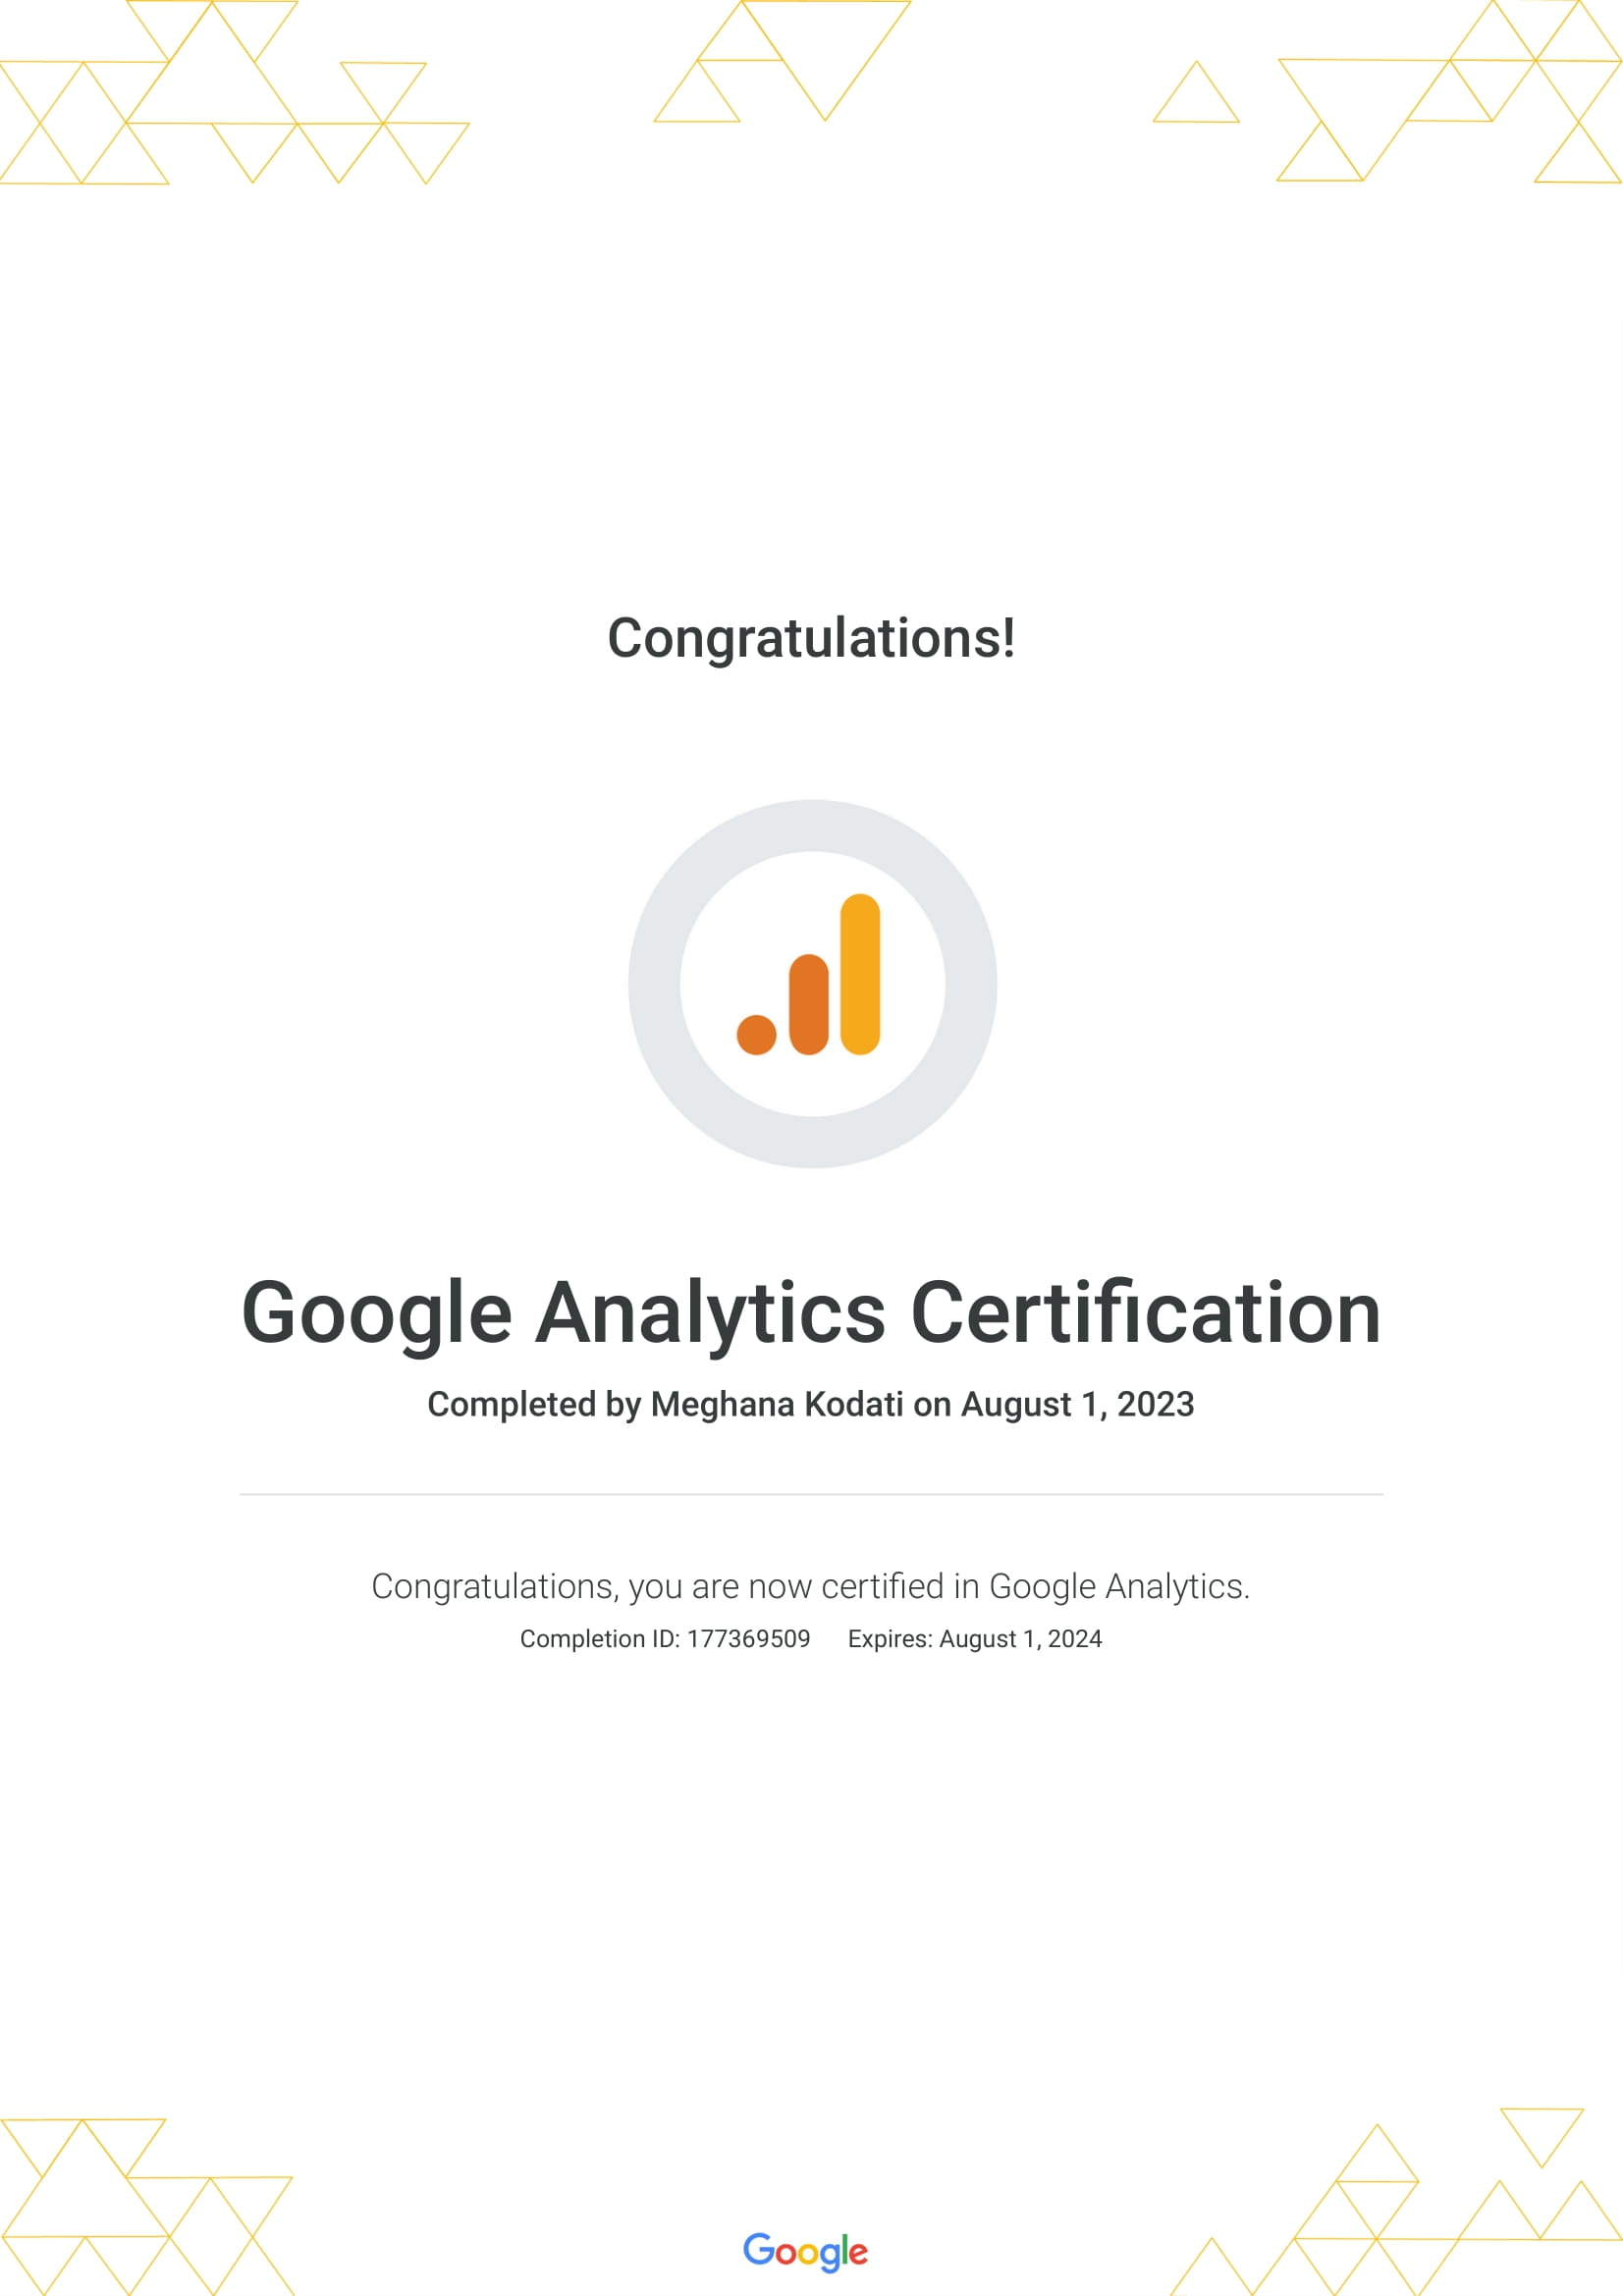 Congratulations!
Google Analytics Certification
Completed by Meghana Kodati on August 1, 2023
Congratulations, you are now certified in Google Analytics.
Completion ID: 177369509 Expires: August 1, 2024
Google